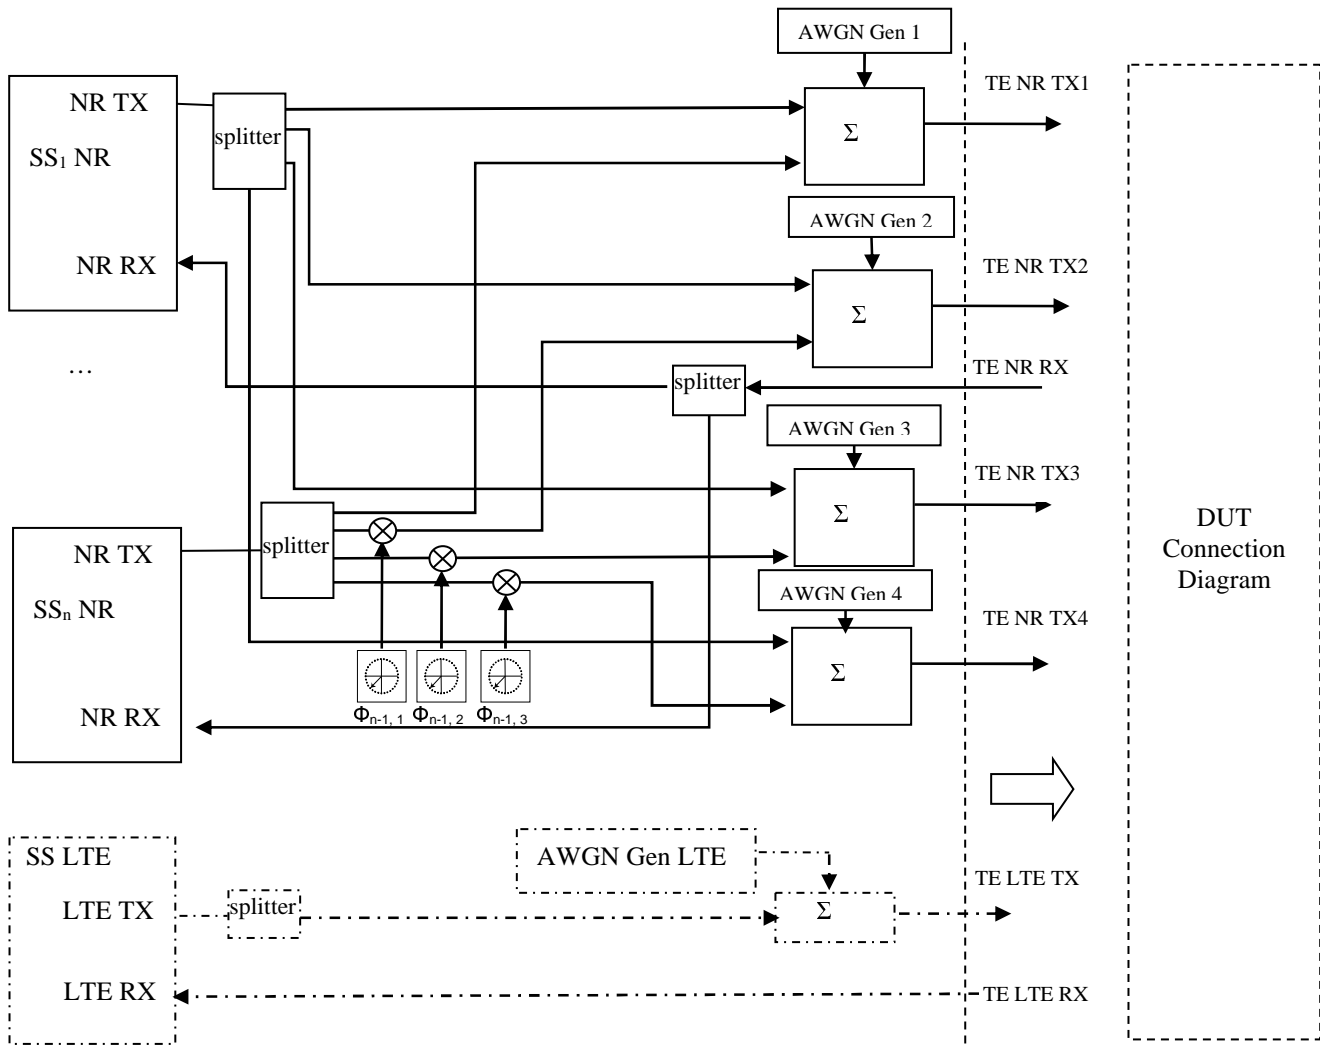 AWGN Gen 1
TE NR TX1
NR TX
splitter
Σ
SS₁ NR
AWGN Gen 2
NR RX
TE NR TX2
Σ
...
splitter
TE NR RX
AWGN Gen 3
TE NR TX3
Σ
NR TX
splitter
DUT
Connection
Diagram
SSₙ NR
AWGN Gen 4
TE NR TX4
Σ
NR RX
Φn-1, 1
Φn-1, 2
Φn-1, 3
SS LTE
AWGN Gen LTE
TE LTE TX
LTE TX
splitter
Σ
LTE RX
TE LTE RX